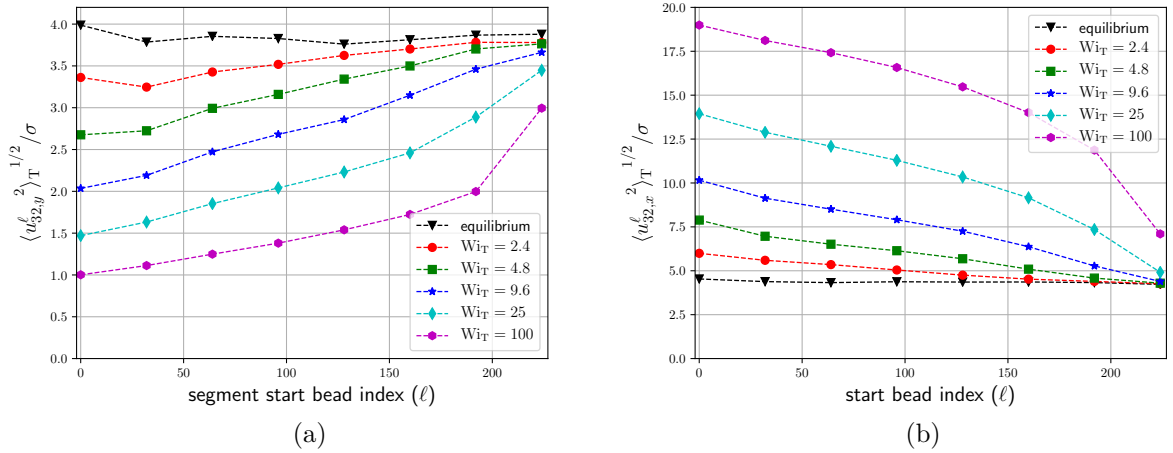 4.0
3.5
3.0
2.5
2.0
1.5
1.0
0.5
0.0
⟨u^ℓ_{32,y}^2⟩_T^{1/2}/σ
equilibrium
Wi_T = 2.4
Wi_T = 4.8
Wi_T = 9.6
Wi_T = 25
Wi_T = 100
0 50 100 150 200
segment start bead index (ℓ)
(a)
20.0
17.5
15.0
12.5
10.0
7.5
5.0
2.5
0.0
⟨u^ℓ_{32,x}^2⟩_T^{1/2}/σ
equilibrium
Wi_T = 2.4
Wi_T = 4.8
Wi_T = 9.6
Wi_T = 25
Wi_T = 100
0 50 100 150 200
start bead index (ℓ)
(b)